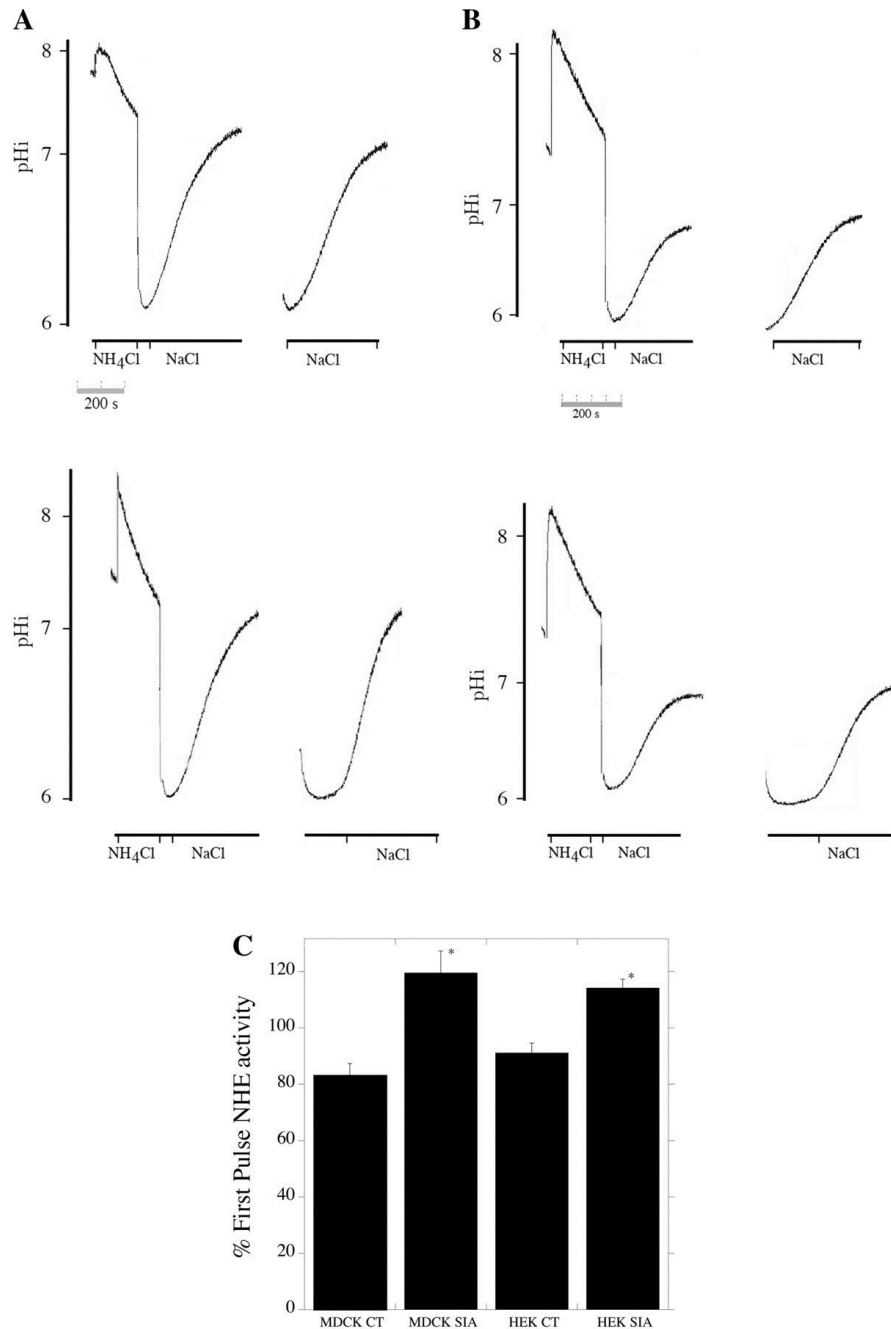 A
B
8
pHi
7
6
NH4Cl NaCl
NaCl
200 s
8
pHi
7
6
NH4Cl NaCl
NaCl
200 s
8
pHi
7
6
NH4Cl NaCl
NaCl
8
pHi
7
6
NH4Cl NaCl
NaCl
C
% First Pulse NHE activity
120
100
80
60
40
20
0
*
*
MDCK CT
MDCK SIA
HEK CT
HEK SIA